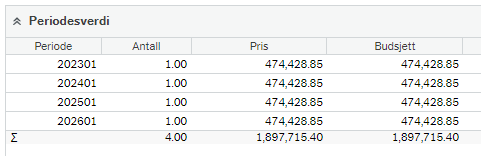 Periodesverdi
Periode Antall Pris Budsjett
202301 1.00 474,428.85 474,428.85
202401 1.00 474,428.85 474,428.85
202501 1.00 474,428.85 474,428.85
202601 1.00 474,428.85 474,428.85
Σ 4.00 1,897,715.40 1,897,715.40